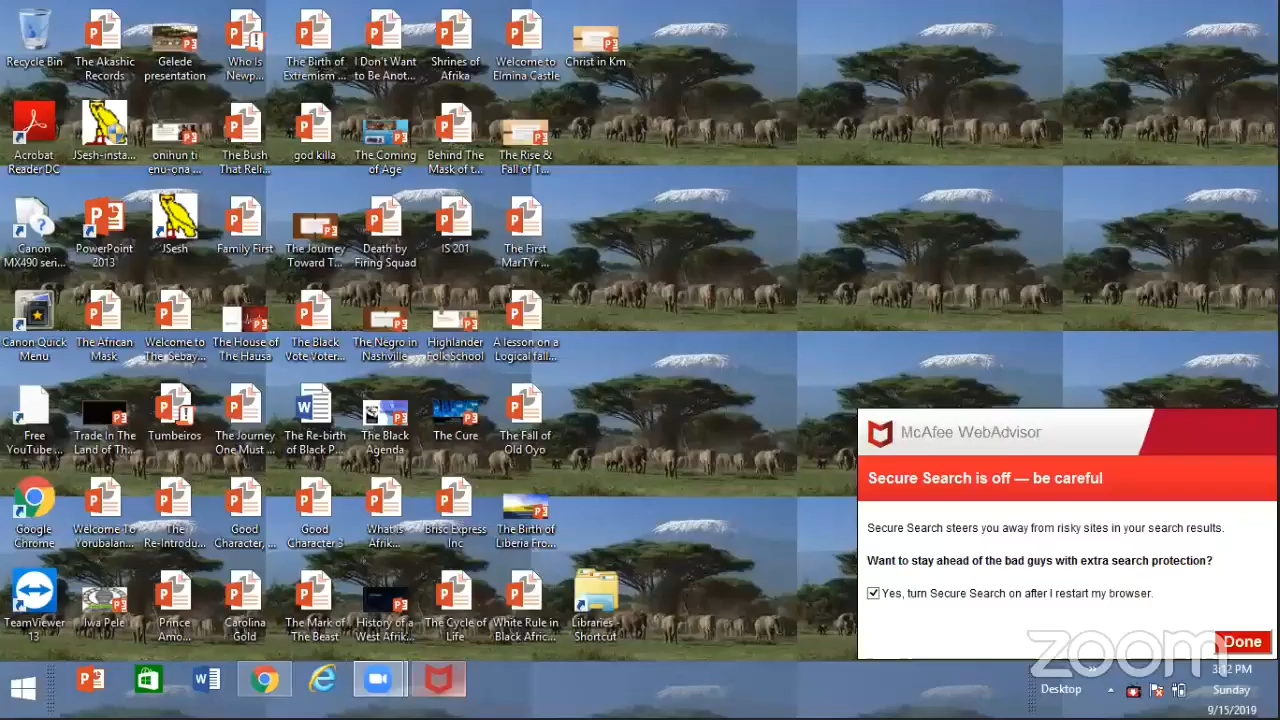 Recycle Bin
The Akashic
Records
Gelede
presentation
Who Is
Newp...
The Birth of
Extremism ...
I Don't Want
to Be Anot...
Shrines of
Afrika
Welcome to
Elmina Castle
Christ in Km
Acrobat
Reader DC
JSesh-insta...
onihun ti
enu-ona ...
The Bush
That Reli...
god killa
The Coming
of Age
Behind The
Mask of t...
The Rise &
Fall of T...
Canon
MX490 seri...
PowerPoint
2013
JSesh
Family First
The Journey
Toward T...
Death by
Firing Squad
IS 201
The First
MarTYr ...
Canon Quick
Menu
The African
Mask
Welcome to
The Sebay...
The House of
The Hausa
The Black
Vote Voter...
The Negro in
Nashville
Highlander
Folk School
A lesson on a
Logical fall...
Free
YouTube ...
Trade In The
Land of Th...
Tumbeiros
The Journey
One Must ...
The Re-birth
of Black P...
The Black
Agenda
The Cure
The Fall of
Old Oyo
Google
Chrome
Welcome To
Yorubalan...
The
Re-Introdu...
Good
Character, ...
Good
Character 3
What is
Afrik...
Brisc Express
Inc
The Birth of
Liberia Fro...
TeamViewer
13
Iwa Pele
Prince
Amo...
Carolina
Gold
The Mark of
The Beast
History of a
West Afrik...
The Cycle of
Life
White Rule in
Black Afric...
Libraries -
Shortcut
McAfee WebAdvisor
Secure Search is off — be careful
Secure Search steers you away from risky sites in your search results.
Want to stay ahead of the bad guys with extra search protection?
Yes, turn Secure Search on after I restart my browser.
Done
zoom
Desktop
3:12 PM
Sunday
9/15/2019